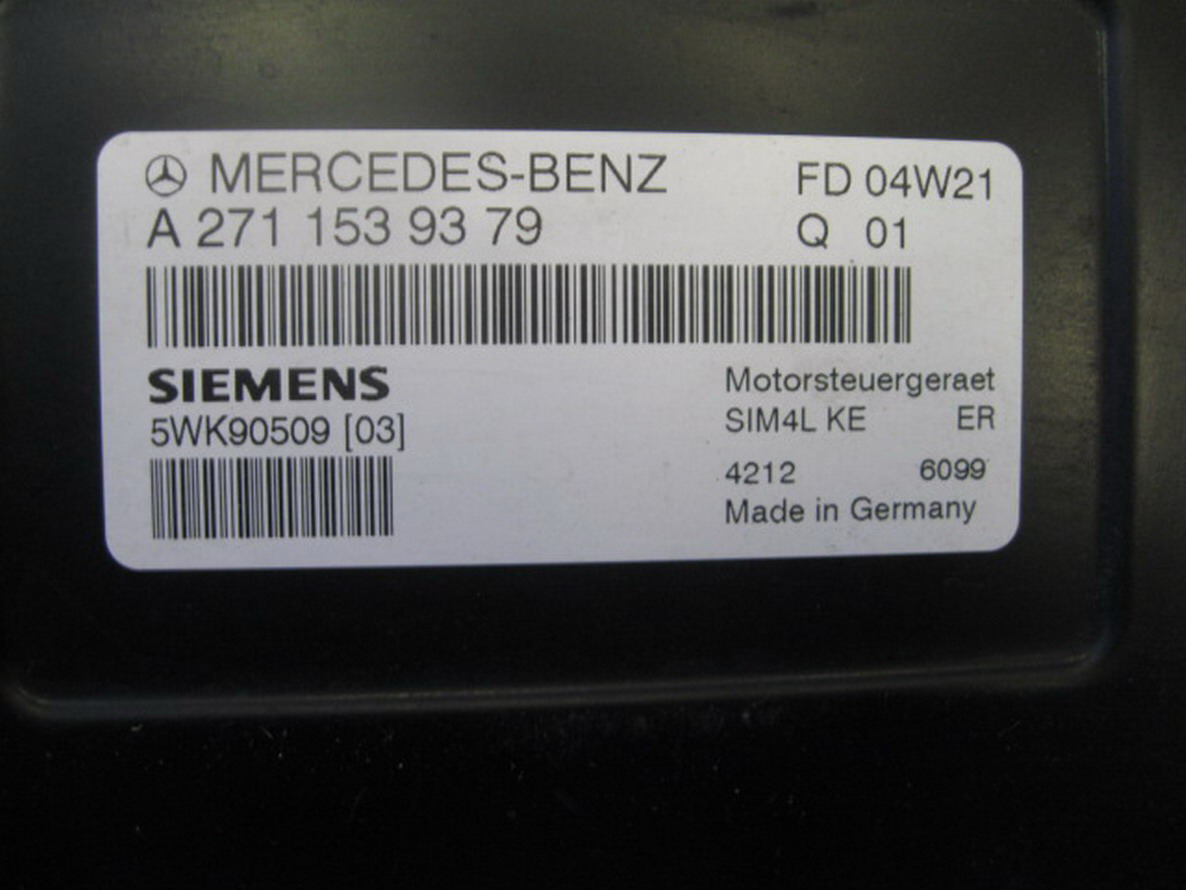 MERCEDES-BENZ FD 04W21
A 271 153 93 79 Q 01
SIEMENS Motorsteuergeraet
5WK90509 [03] SIM4L KE ER
4212 6099
Made in Germany